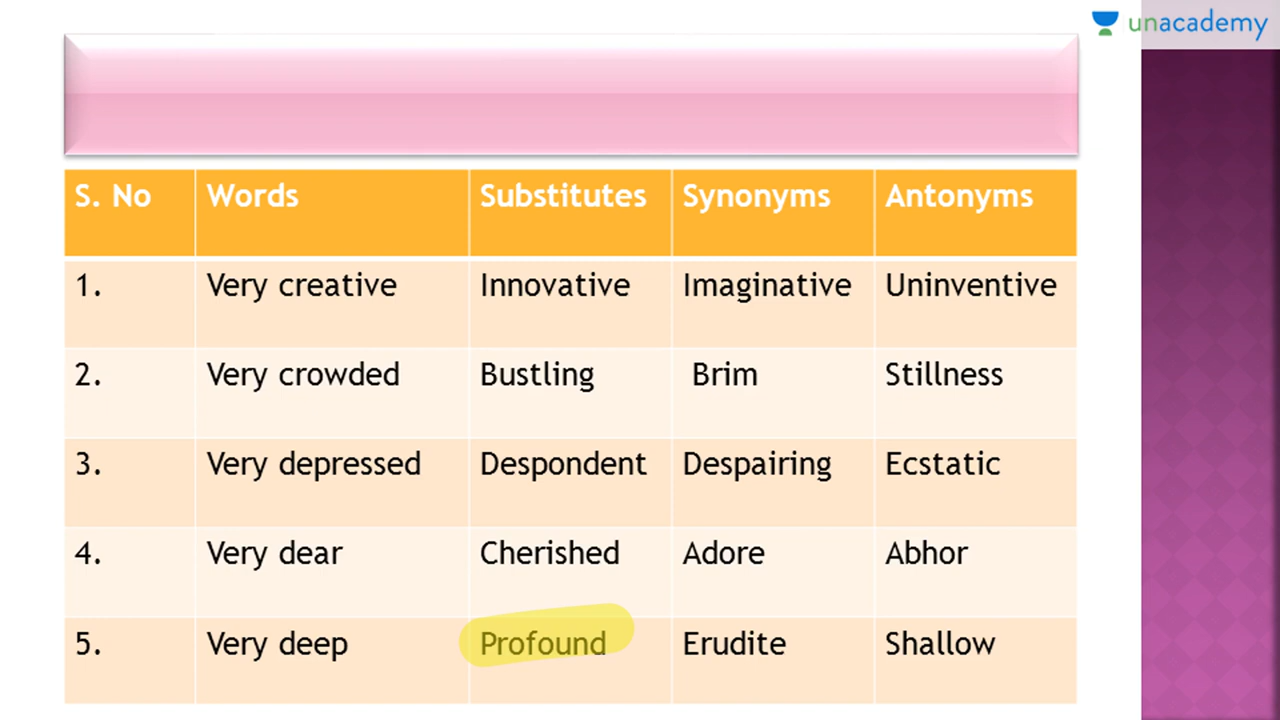 unacademy
S. No Words Substitutes Synonyms Antonyms
1. Very creative Innovative Imaginative Uninventive
2. Very crowded Bustling Brim Stillness
3. Very depressed Despondent Despairing Ecstatic
4. Very dear Cherished Adore Abhor
5. Very deep Profound Erudite Shallow